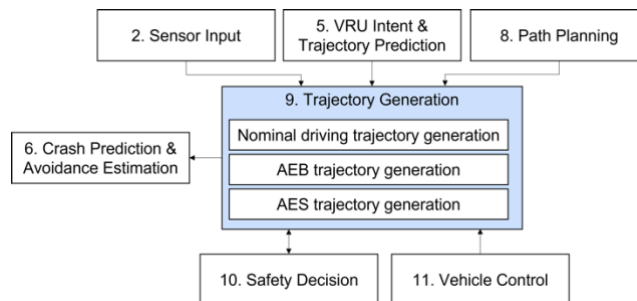 2. Sensor Input
5. VRU Intent &
Trajectory Prediction
8. Path Planning
9. Trajectory Generation
Nominal driving trajectory generation
6. Crash Prediction &
Avoidance Estimation
AEB trajectory generation
AES trajectory generation
10. Safety Decision
11. Vehicle Control